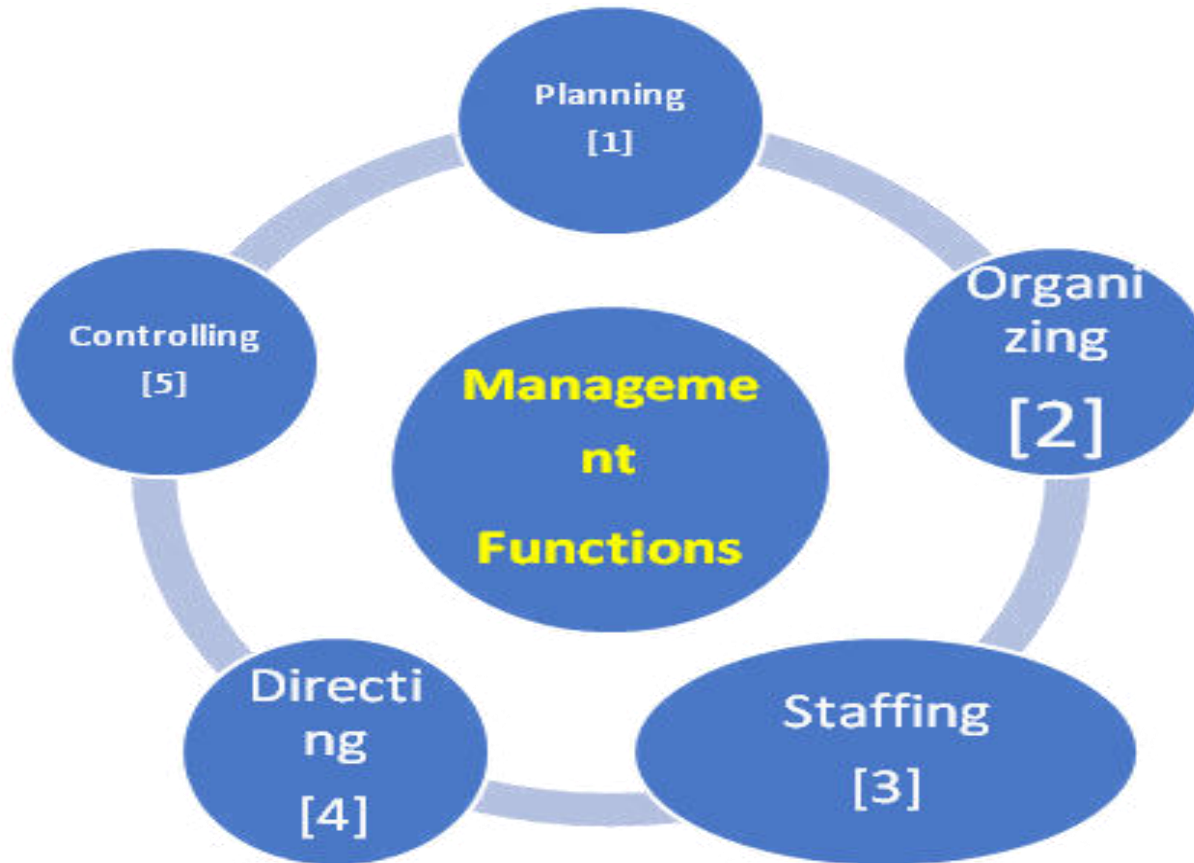 Planning
[1]
Organi
zing
[2]
Staffing
[3]
Directi
ng
[4]
Controlling
[5]
Manageme
nt
Functions